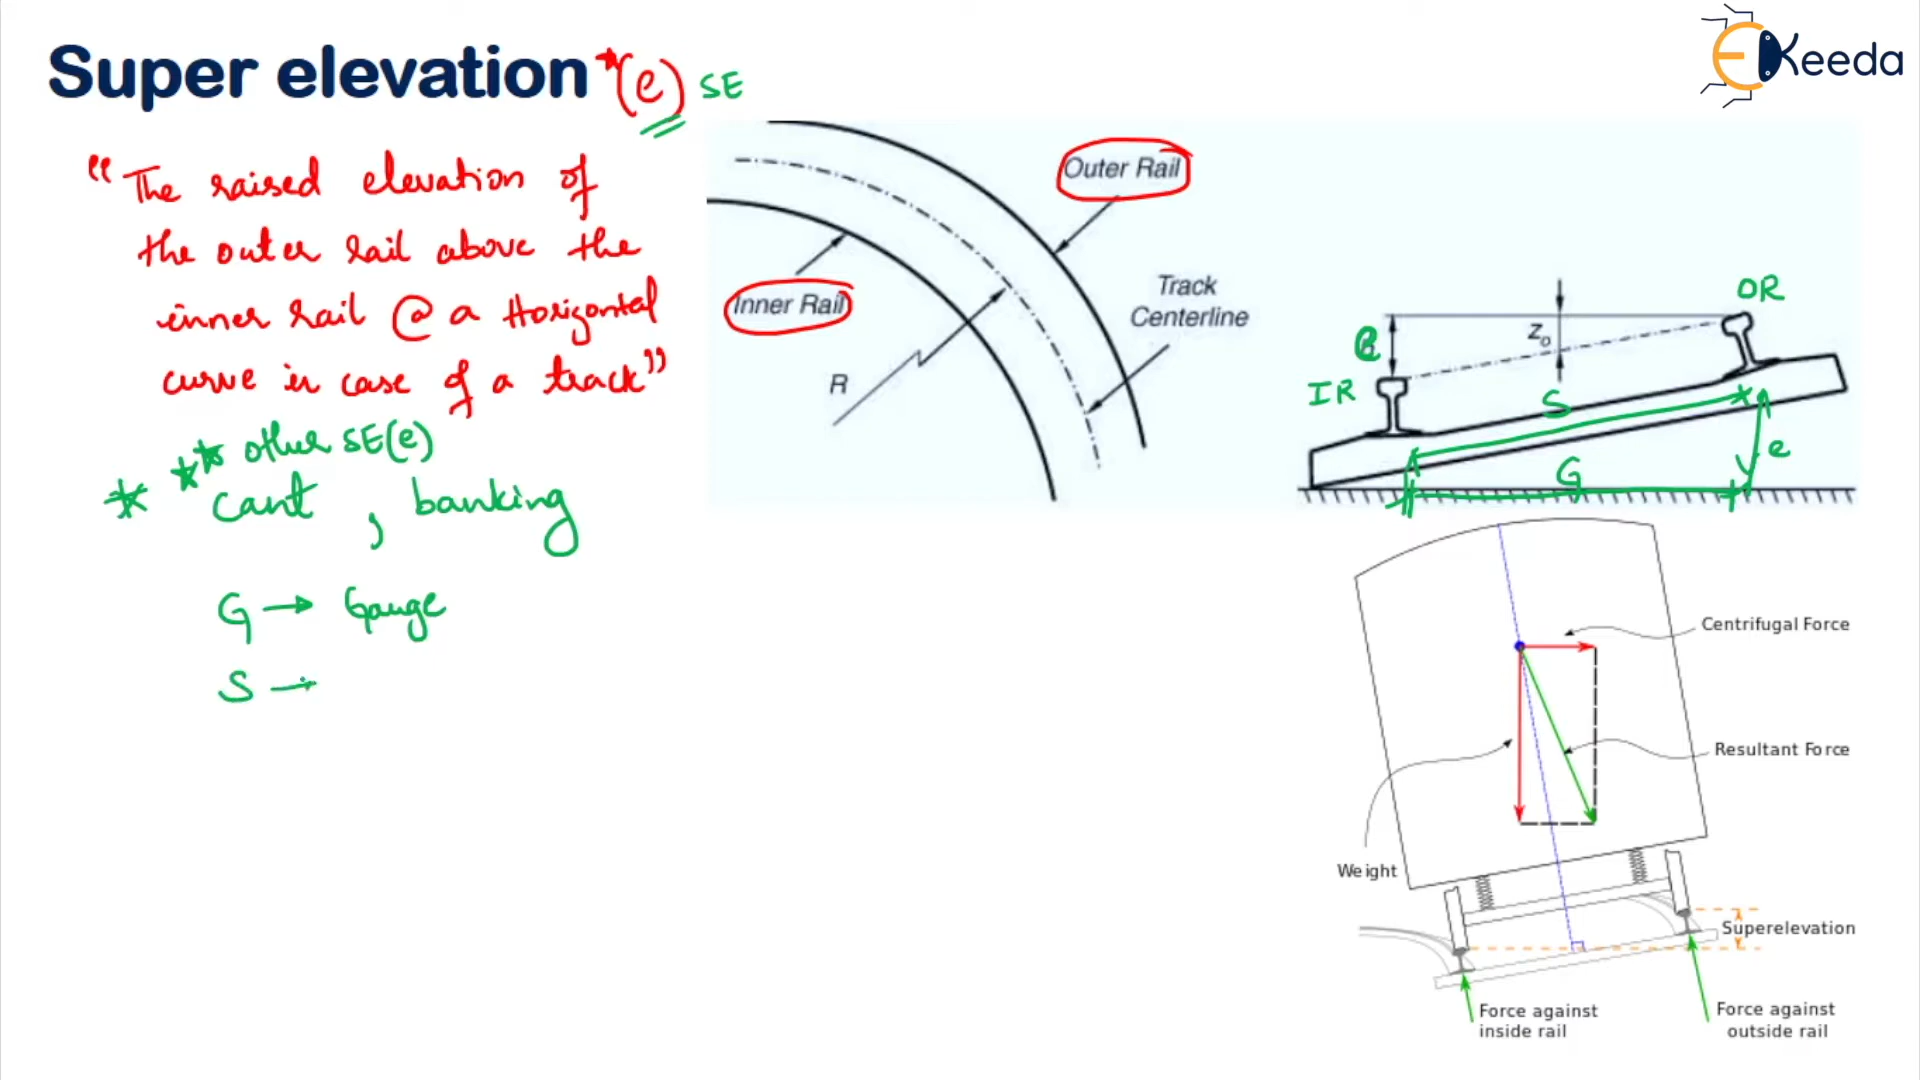 Super elevation *(e) SE
EKeeda
"The raised elevation of
the outer rail above the
inner rail @ a Horizontal
curve in case of a track"
** other SE(e)
* cant, banking
G → Gauge
S →
Outer Rail
Inner Rail
Track
Centerline
R
OR
e
Zo
IR
S
G
e
Centrifugal Force
Resultant Force
Weight
Superelevation
Force against
inside rail
Force against
outside rail